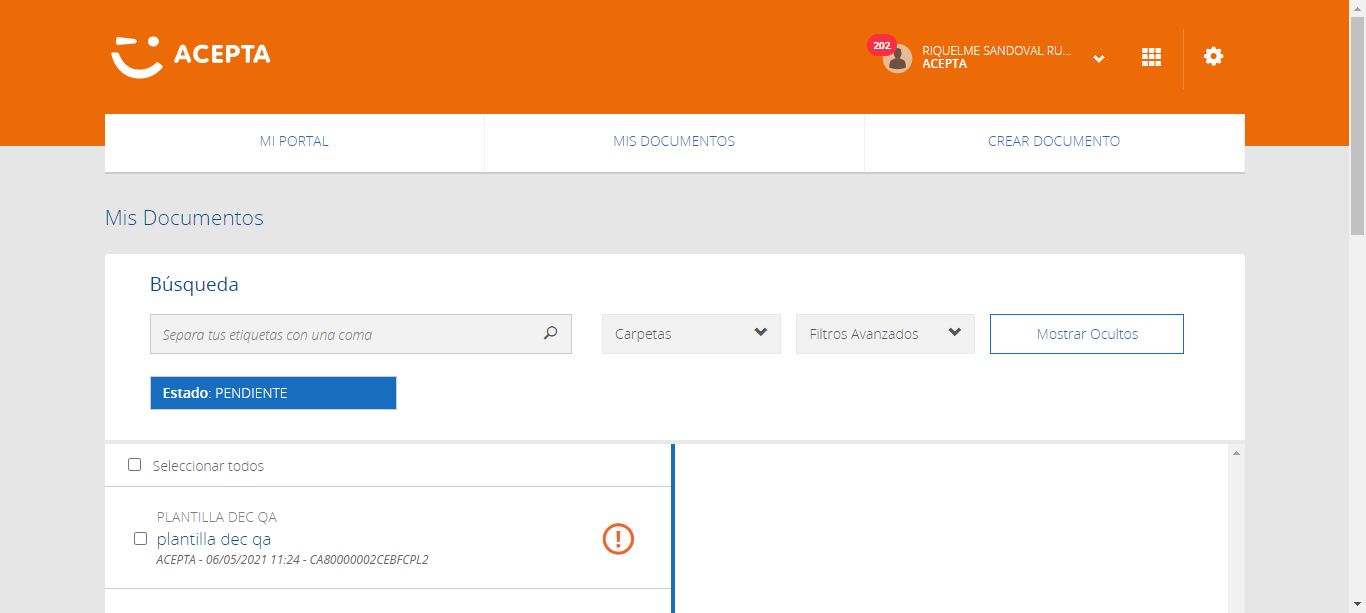 ACEPTA
202
RIQUELME SANDOVAL RU...
ACEPTA
MI PORTAL
MIS DOCUMENTOS
CREAR DOCUMENTO
Mis Documentos
Búsqueda
Separa tus etiquetas con una coma
Carpetas
Filtros Avanzados
Mostrar Ocultos
Estado: PENDIENTE
Seleccionar todos
PLANTILLA DEC QA
plantilla dec qa
ACEPTA - 06/05/2021 11:24 - CA80000002CEBFCPL2